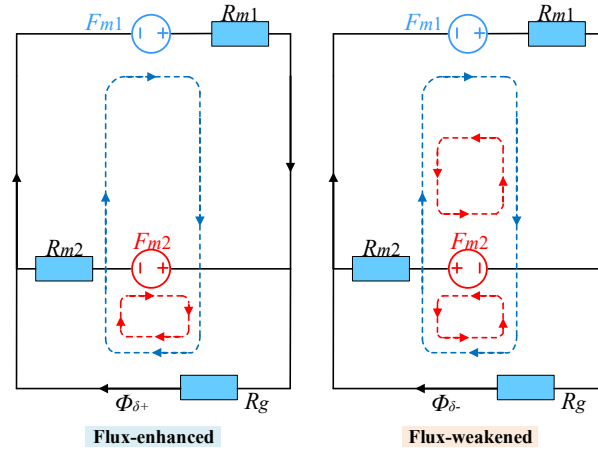 Fm1
Rm1
Rm2
Fm2
Φδ+
Rg
Flux-enhanced
Fm1
Rm1
Rm2
Fm2
Φδ-
Rg
Flux-weakened